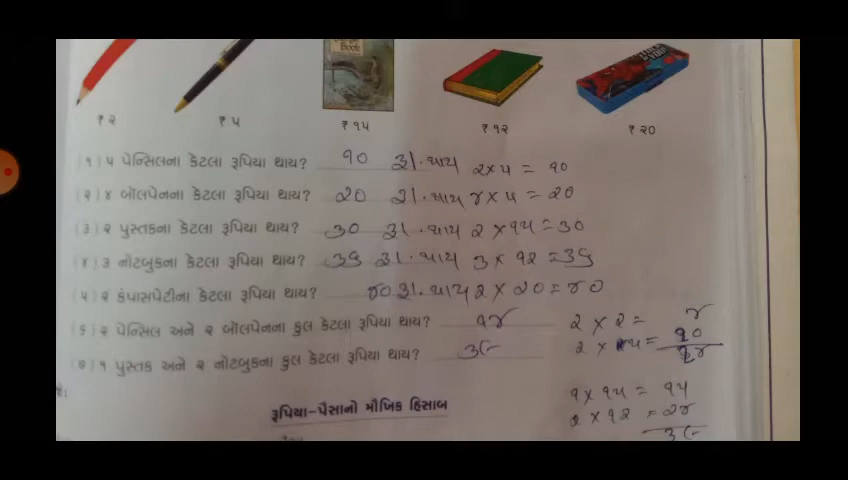 Book
₹ ૨ ₹ ૫ ₹ ૧૫ ₹ ૧૨ ₹ ૨૦
(૧) ૫ પેન્સિલના કેટલા રૂપિયા થાય? ૧૦ રૂા. થાય ૨×૫ = ૧૦
(૨) ૪ બૉલપેનના કેટલા રૂપિયા થાય? ૨૦ રૂા. થાય ૪×૫ = ૨૦
(૩) ૨ પુસ્તકના કેટલા રૂપિયા થાય? ૩૦ રૂા. થાય ૨ × ૧૫ = ૩૦
(૪) ૩ નોટબુકના કેટલા રૂપિયા થાય? ૩૬ રૂા. થાય ૩ × ૧૨ = ૩૬
(૫) ૨ કંપાસપેટીના કેટલા રૂપિયા થાય? ૪૦ રૂા. થાય ૨ × ૨૦ = ૪૦
(૬) ૨ પેન્સિલ અને ૨ બૉલપેનના કુલ કેટલા રૂપિયા થાય? ૧૪ ૨ × ૨ = ૪
૨ × ૫ = ૧૦
૧૪
(૭) ૧ પુસ્તક અને ૨ નોટબુકના કુલ કેટલા રૂપિયા થાય? ૩૯
૧ × ૧૫ = ૧૫
૨ × ૧૨ = ૨૪
૩૯
રૂપિયા-પૈસાનો મૌખિક હિસાબ